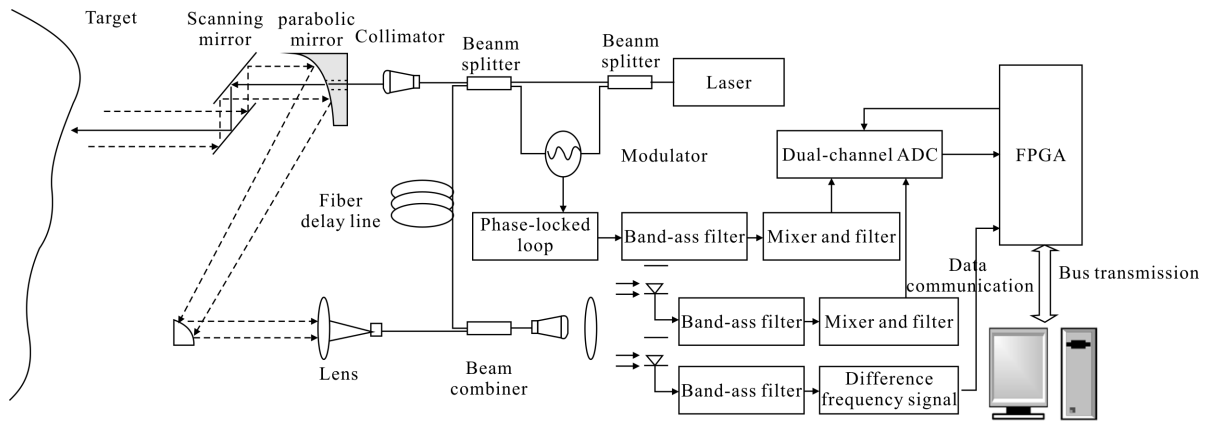 Target
Scanning
mirror
parabolic
mirror
Collimator
Beanm
splitter
Beanm
splitter
Laser
Modulator
Dual-channel ADC
FPGA
Fiber
delay line
Phase-locked
loop
Band-ass filter
Mixer and filter
Data
communication
Bus transmission
Band-ass filter
Mixer and filter
Lens
Beam
combiner
Band-ass filter
Difference
frequency signal